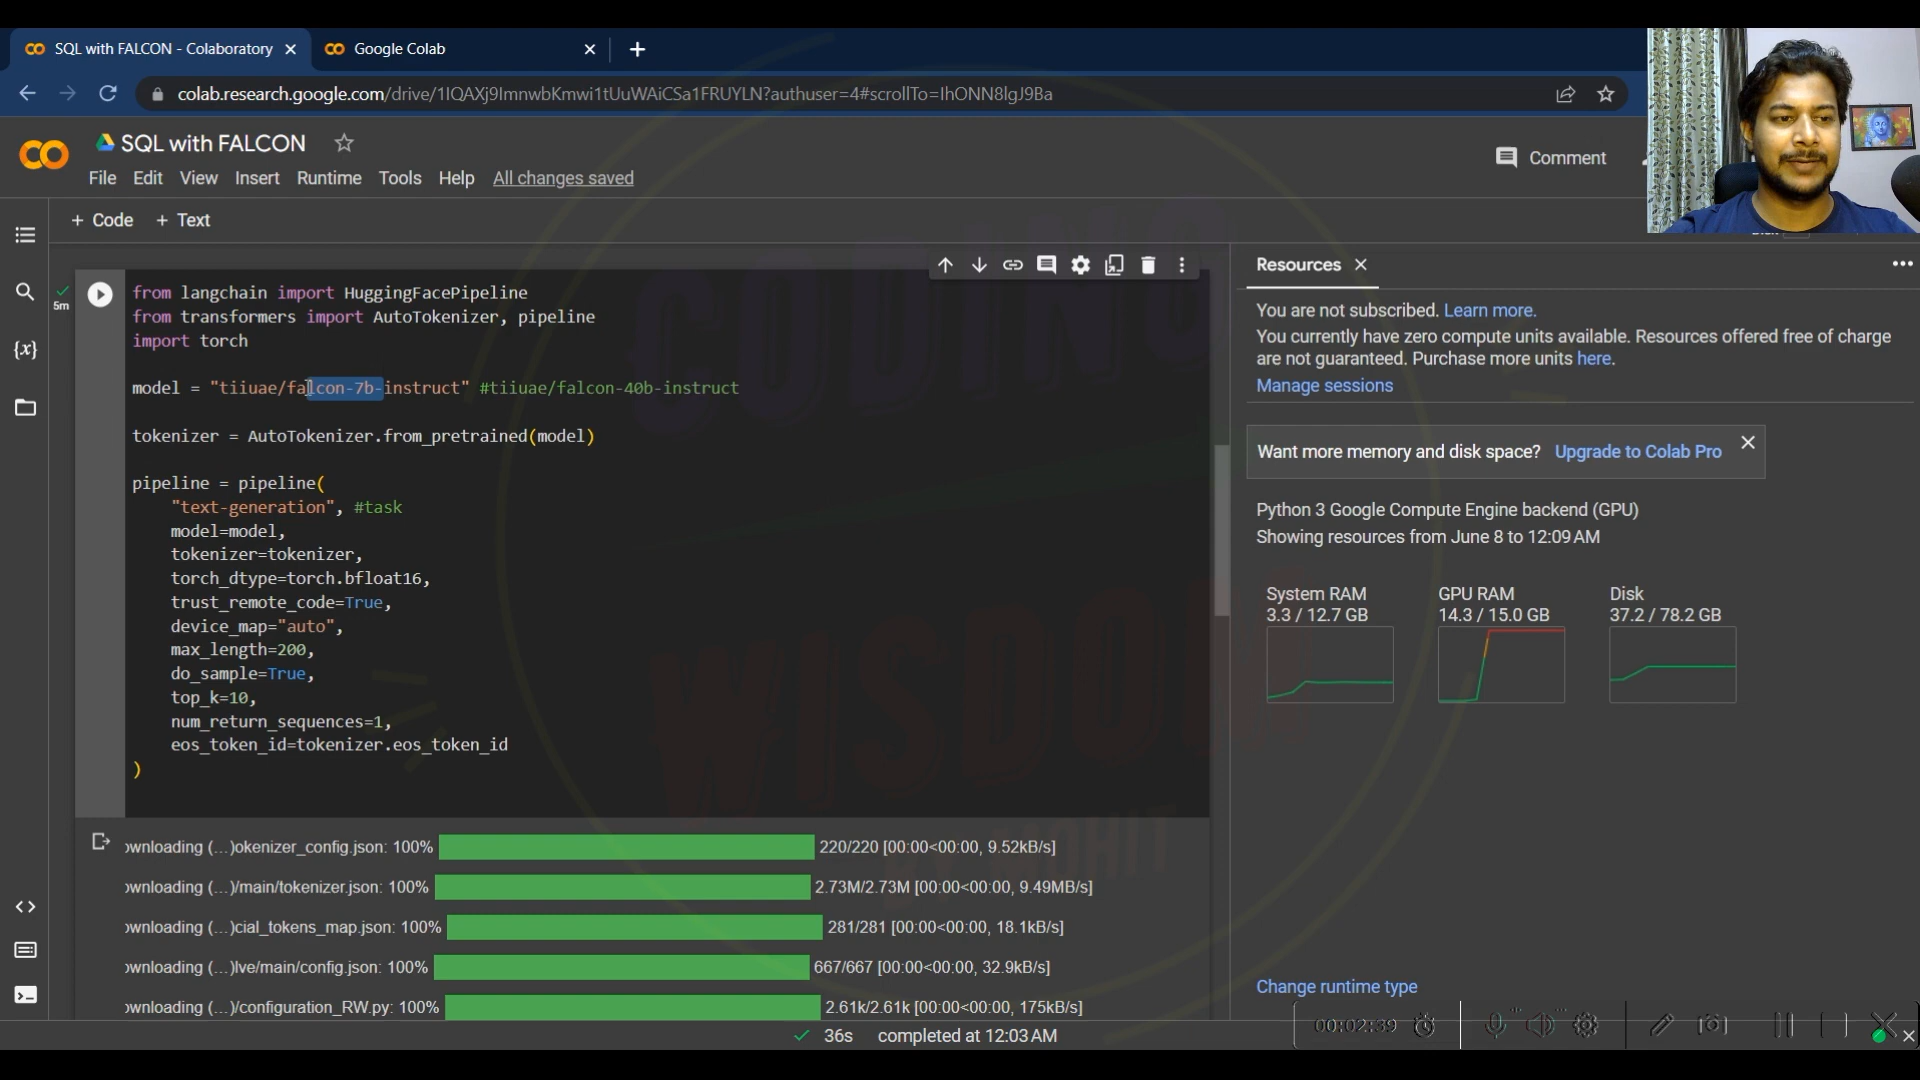 SQL with FALCON - Colaboratory
Google Colab
colab.research.google.com/drive/1IQAXj9ImnwbKmwi1tUuWAiCSa1FRUYLN?authuser=4#scrollTo=IhONN8lgJ9Ba
SQL with FALCON
Comment
File Edit View Insert Runtime Tools Help All changes saved
+ Code + Text
Resources
5m
from langchain import HuggingFacePipeline
from transformers import AutoTokenizer, pipeline
import torch
model = "tiiuae/falcon-7b-instruct" #tiiuae/falcon-40b-instruct
tokenizer = AutoTokenizer.from_pretrained(model)
pipeline = pipeline(
"text-generation", #task
model=model,
tokenizer=tokenizer,
torch_dtype=torch.bfloat16,
trust_remote_code=True,
device_map="auto",
max_length=200,
do_sample=True,
top_k=10,
num_return_sequences=1,
eos_token_id=tokenizer.eos_token_id
)
ownloading (…)okenizer_config.json: 100% 220/220 [00:00<00:00, 9.52kB/s]
ownloading (…)/main/tokenizer.json: 100% 2.73M/2.73M [00:00<00:00, 9.49MB/s]
ownloading (…)cial_tokens_map.json: 100% 281/281 [00:00<00:00, 18.1kB/s]
ownloading (…)lve/main/config.json: 100% 667/667 [00:00<00:00, 32.9kB/s]
ownloading (…)/configuration_RW.py: 100% 2.61k/2.61k [00:00<00:00, 175kB/s]
You are not subscribed. Learn more.
You currently have zero compute units available. Resources offered free of charge
are not guaranteed. Purchase more units here.
Manage sessions
Want more memory and disk space? Upgrade to Colab Pro
Python 3 Google Compute Engine backend (GPU)
Showing resources from June 8 to 12:09 AM
System RAM
3.3 / 12.7 GB
GPU RAM
14.3 / 15.0 GB
Disk
37.2 / 78.2 GB
Change runtime type
00:02:39
36s completed at 12:03 AM
CODING
WISDOM